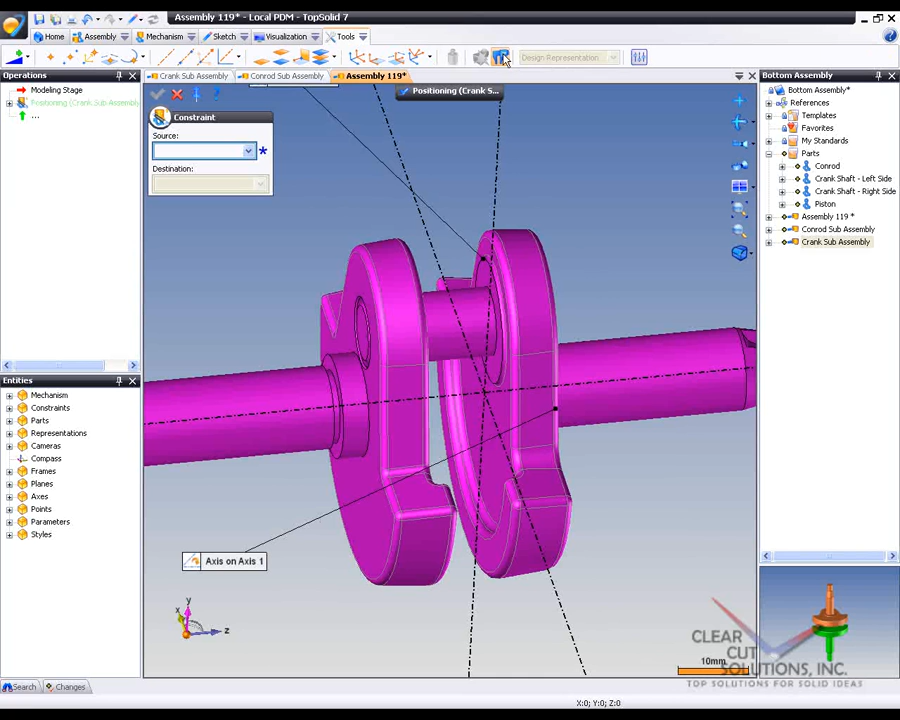 Assembly 119* - Local PDM - TopSolid 7
Home
Assembly
Mechanism
Sketch
Visualization
Tools
Design Representation
Operations
Crank Sub Assembly
Conrod Sub Assembly
Assembly 119*
Bottom Assembly
Modeling Stage
Positioning (Crank Sub Assembly)
...
Positioning (Crank S...
Constraint
Source:
*
Destination:
Bottom Assembly*
References
Templates
Favorites
My Standards
Parts
Conrod
Crank Shaft - Left Side
Crank Shaft - Right Side
Piston
Assembly 119 *
Conrod Sub Assembly
Crank Sub Assembly
Entities
Mechanism
Constraints
Parts
Representations
Cameras
Compass
Frames
Planes
Axes
Points
Parameters
Styles
Axis on Axis 1
y
x
z
10mm
CLEAR
CUT
SOLUTIONS, INC.
TOP SOLUTIONS FOR SOLID IDEAS
Search
Changes
X:0; Y:0; Z:0